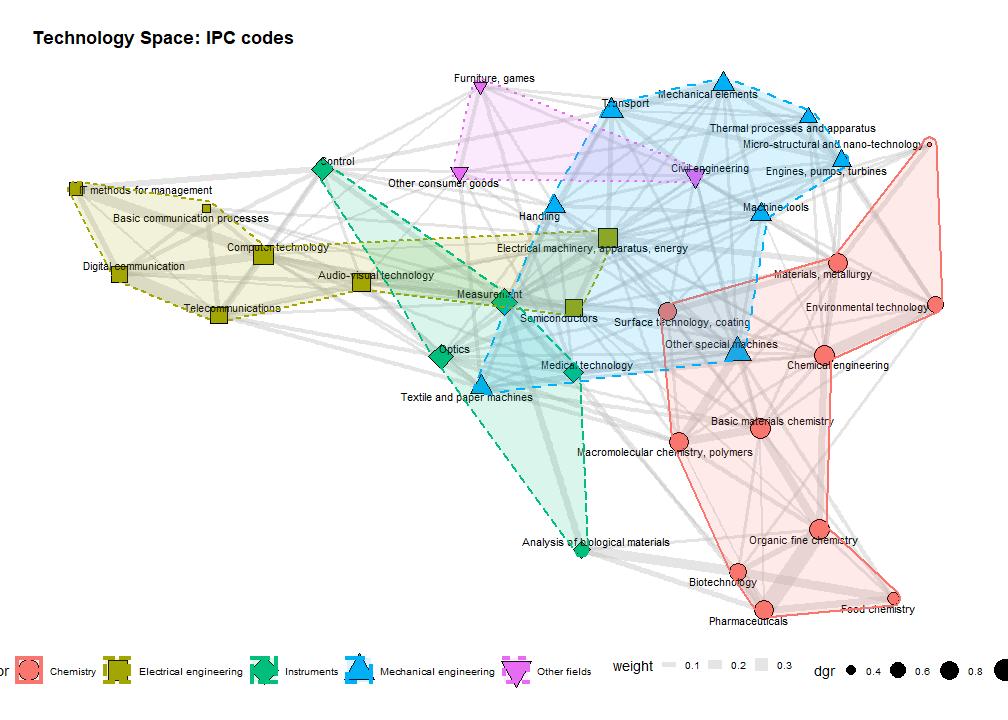 Technology Space: IPC codes
Furniture, games
Transport
Mechanical elements
Thermal processes and apparatus
Micro-structural and nano-technology
Control
Civil engineering
Engines, pumps, turbines
Other consumer goods
IT methods for management
Basic communication processes
Handling
Machine tools
Computer technology
Electrical machinery, apparatus, energy
Digital communication
Audio-visual technology
Materials, metallurgy
Measurement
Telecommunications
Semiconductors
Surface technology, coating
Environmental technology
Optics
Other special machines
Medical technology
Chemical engineering
Textile and paper machines
Basic materials chemistry
Macromolecular chemistry, polymers
Analysis of biological materials
Organic fine chemistry
Biotechnology
Food chemistry
Pharmaceuticals
or Chemistry Electrical engineering Instruments Mechanical engineering Other fields weight 0.1 0.2 0.3 dgr 0.4 0.6 0.8